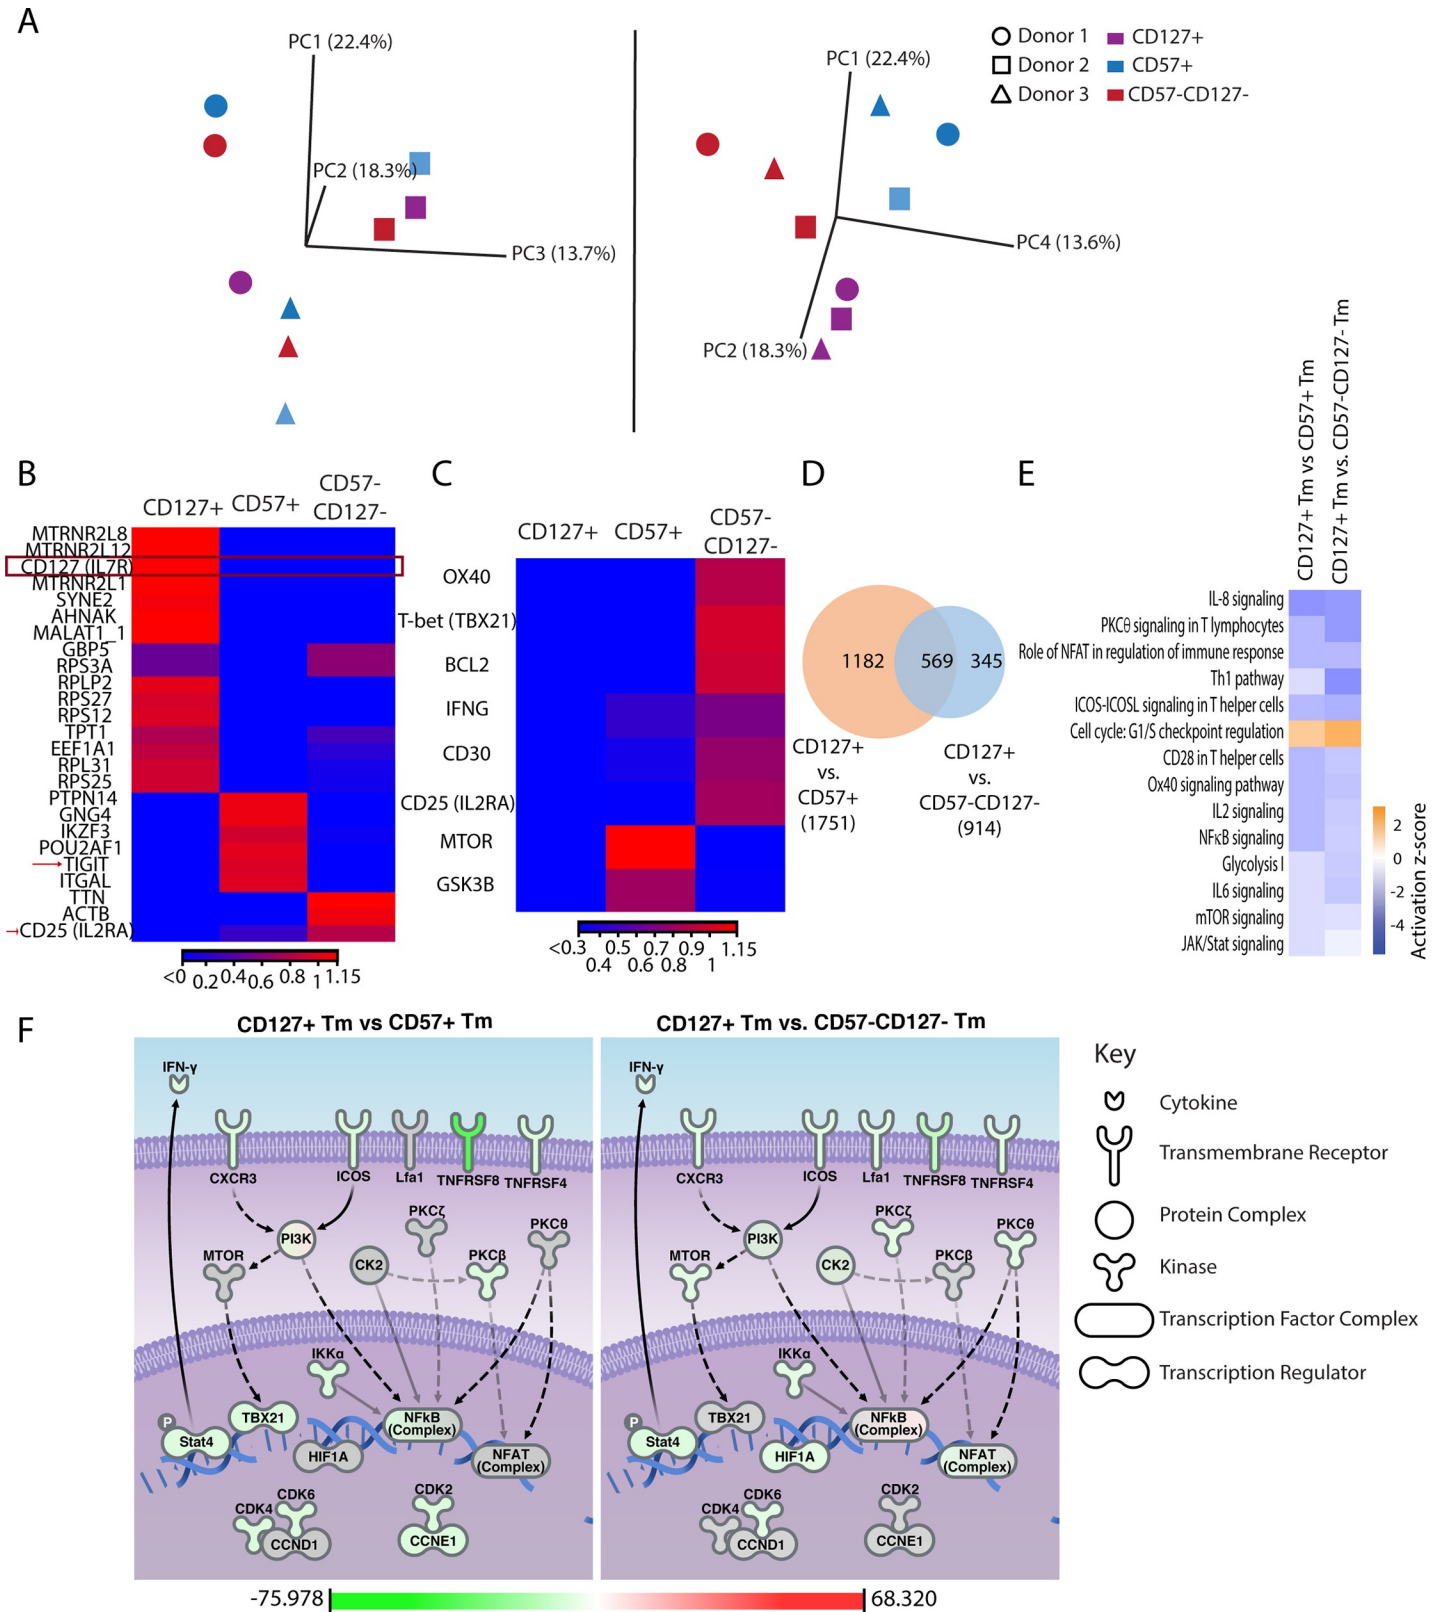 A
PC1 (22.4%)
PC2 (18.3%)
PC3 (13.7%)
PC1 (22.4%)
PC4 (13.6%)
PC2 (18.3%)
Donor 1
Donor 2
Donor 3
CD127+
CD57+
CD57-CD127-
B
CD127+
CD57+
CD57-
CD127-
MTRNR2L8
MTRNR2L12
CD127 (IL7R)
MTRNR2L1
SYNE2
AHNAK
MALAT1_1
GBP5
RPS3A
RPLP2
RPS27
RPS12
TPT1
EEF1A1
RPL31
RPS25
PTPN14
GNG4
IKZF3
POU2AF1
TIGIT
ITGAL
TTN
ACTB
CD25 (IL2RA)
<0 0.2 0.4 0.6 0.8 1 1.15
C
CD127+
CD57+
CD57-
CD127-
OX40
T-bet (TBX21)
BCL2
IFNG
CD30
CD25 (IL2RA)
MTOR
GSK3B
<0.3 0.4 0.5 0.6 0.7 0.8 0.9 1 1.15
D
1182
569
345
CD127+
vs.
CD57+
(1751)
CD127+
vs.
CD57-CD127-
(914)
E
CD127+ Tm vs CD57+ Tm
CD127+ Tm vs. CD57-CD127- Tm
IL-8 signaling
PKCθ signaling in T lymphocytes
Role of NFAT in regulation of immune response
Th1 pathway
ICOS-ICOSL signaling in T helper cells
Cell cycle: G1/S checkpoint regulation
CD28 in T helper cells
Ox40 signaling pathway
IL2 signaling
NFκB signaling
Glycolysis I
IL6 signaling
mTOR signaling
JAK/Stat signaling
2
0
-2
-4
Activation z-score
F
CD127+ Tm vs CD57+ Tm
IFN-γ
CXCR3
ICOS
Lfa1
TNFRSF8
TNFRSF4
PKCζ
PKCθ
PI3K
MTOR
CK2
PKCβ
IKKα
P
Stat4
TBX21
HIF1A
NFkB
(Complex)
NFAT
(Complex)
CDK4
CDK6
CCND1
CDK2
CCNE1
CD127+ Tm vs. CD57-CD127- Tm
IFN-γ
CXCR3
ICOS
Lfa1
TNFRSF8
TNFRSF4
PKCζ
PKCθ
PI3K
MTOR
CK2
PKCβ
IKKα
P
Stat4
TBX21
HIF1A
NFkB
(Complex)
NFAT
(Complex)
CDK4
CDK6
CCND1
CDK2
CCNE1
-75.978
68.320
Key
Cytokine
Transmembrane Receptor
Protein Complex
Kinase
Transcription Factor Complex
Transcription Regulator